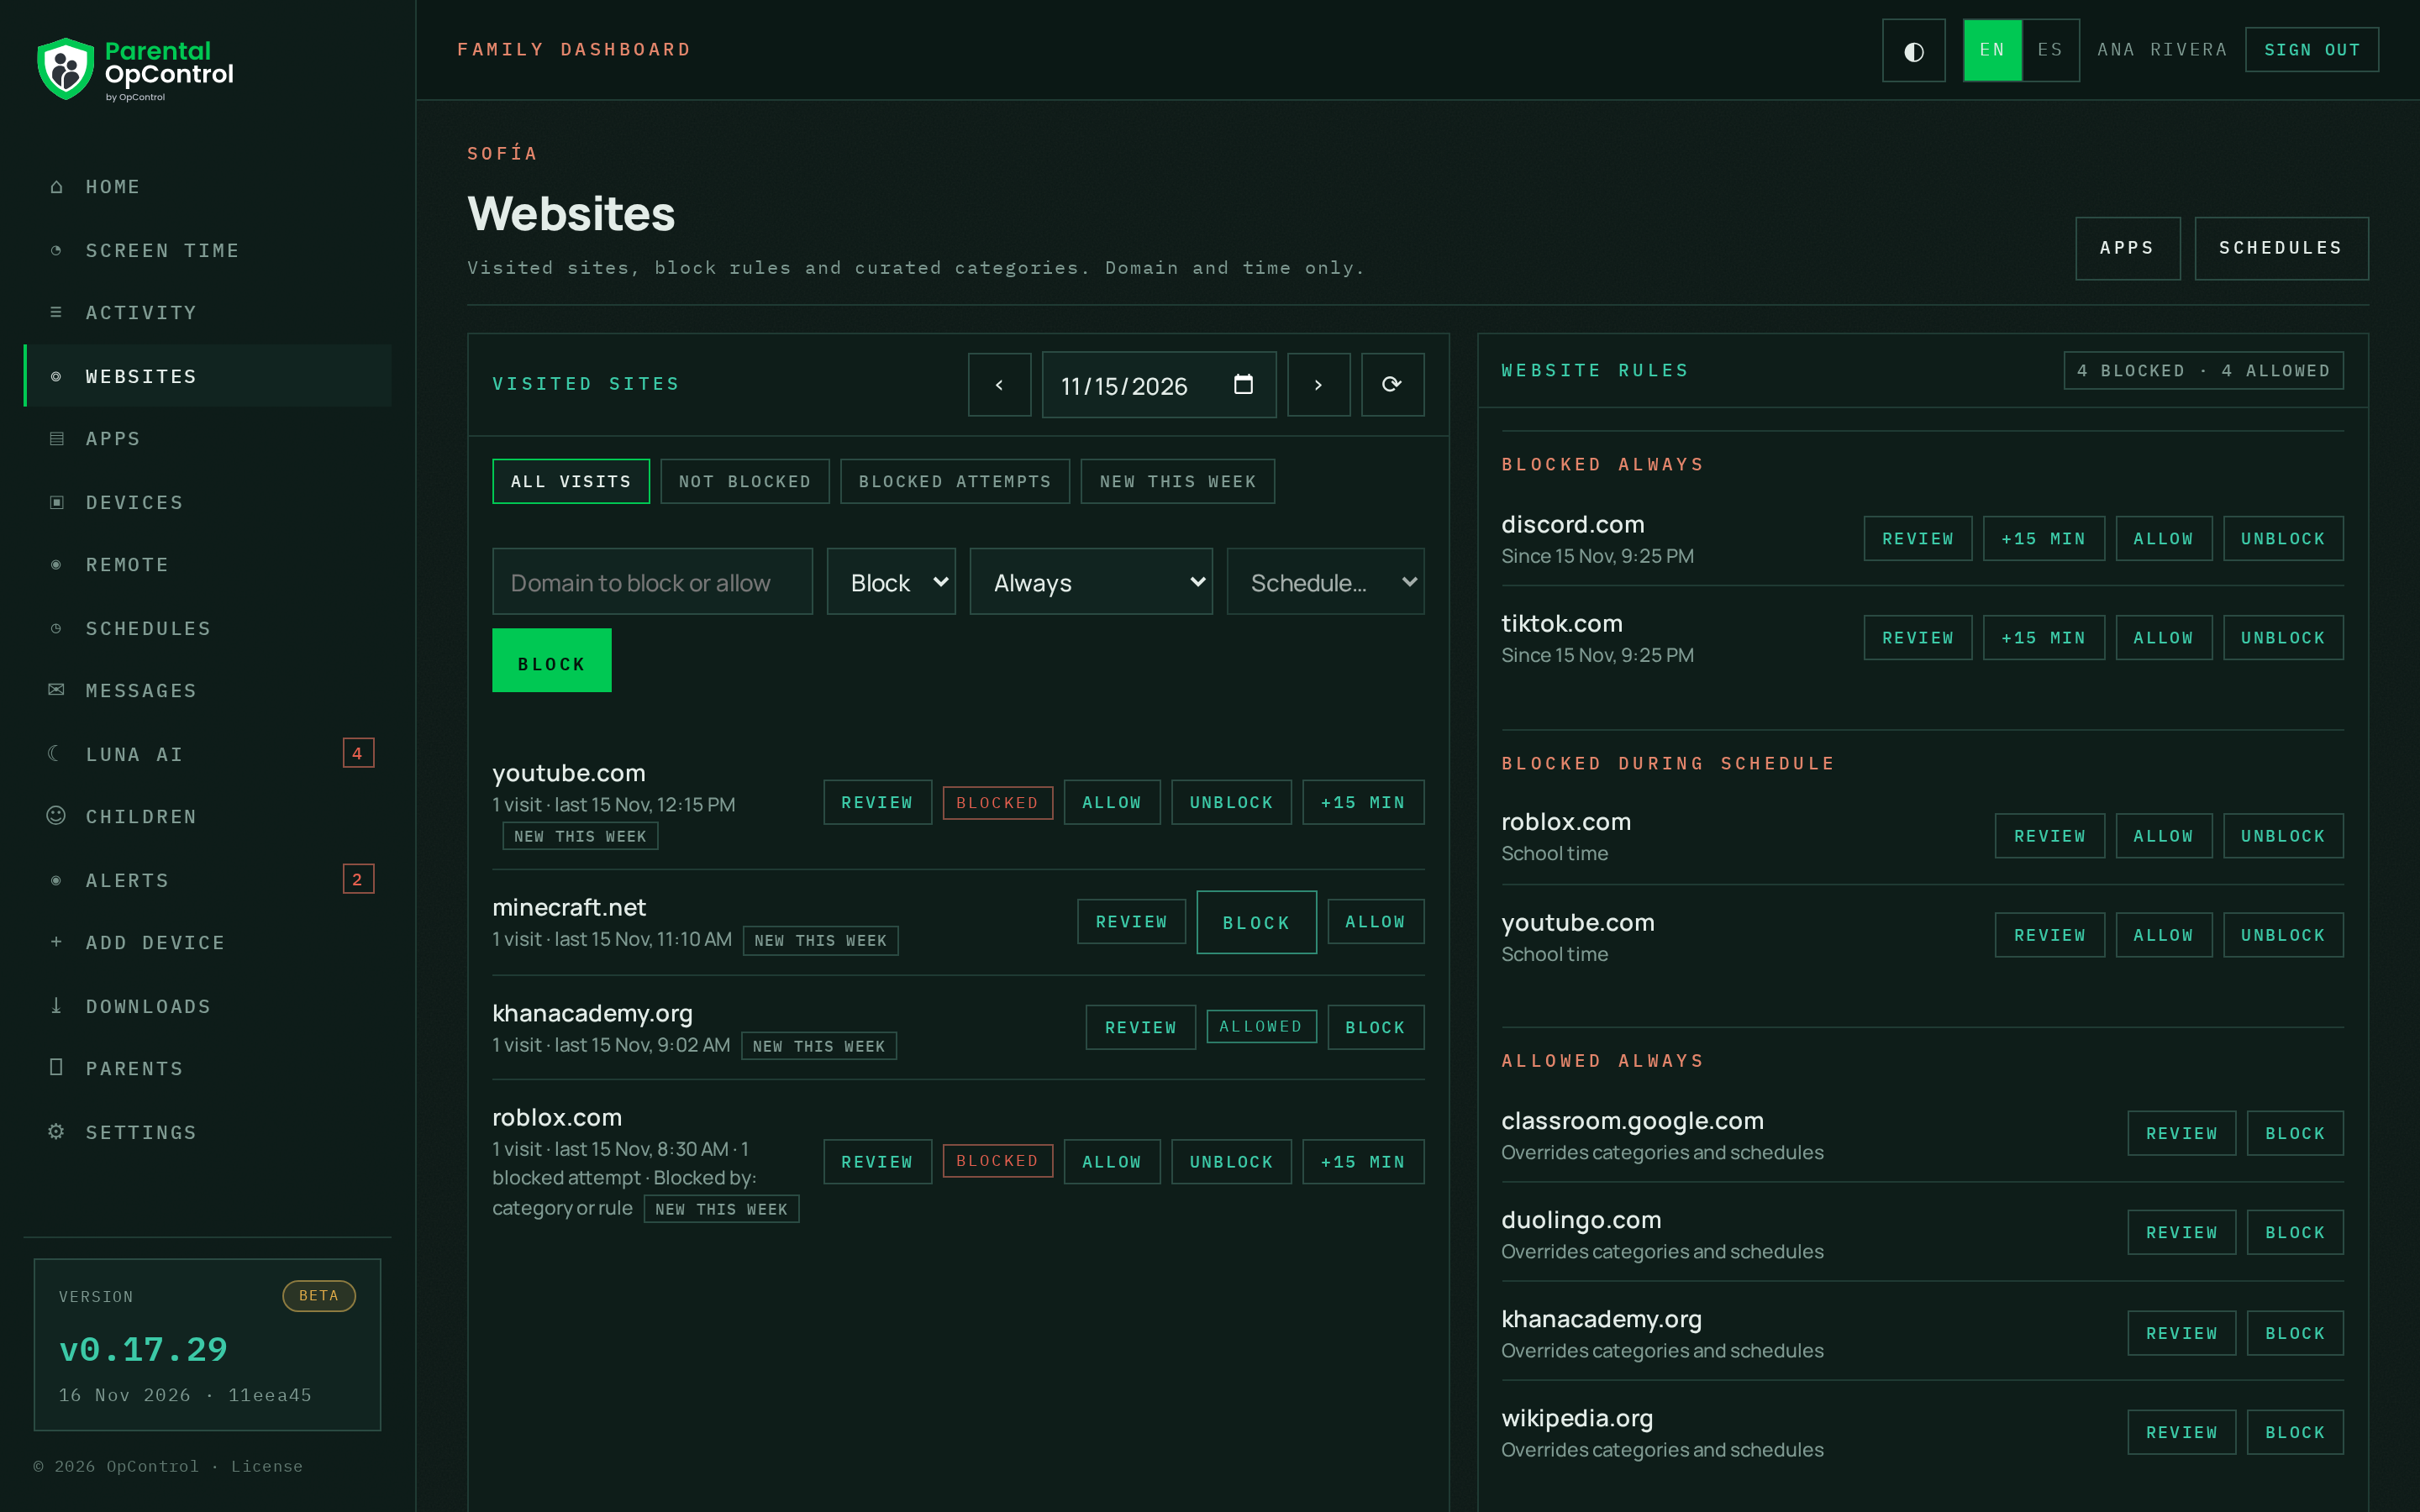 Parental
OpControl
by OpControl
HOME
SCREEN TIME
ACTIVITY
WEBSITES
APPS
DEVICES
REMOTE
SCHEDULES
MESSAGES
LUNA AI 4
CHILDREN
ALERTS 2
ADD DEVICE
DOWNLOADS
PARENTS
SETTINGS
VERSION BETA
v0.17.29
16 Nov 2026 · 11eea45
© 2026 OpControl · License
FAMILY DASHBOARD
EN ES ANA RIVERA SIGN OUT
SOFÍA
Websites
Visited sites, block rules and curated categories. Domain and time only.
APPS SCHEDULES
VISITED SITES
11/15/2026
ALL VISITS NOT BLOCKED BLOCKED ATTEMPTS NEW THIS WEEK
Domain to block or allow Block Always Schedule...
BLOCK
youtube.com
1 visit · last 15 Nov, 12:15 PM
NEW THIS WEEK
REVIEW BLOCKED ALLOW UNBLOCK +15 MIN
minecraft.net
1 visit · last 15 Nov, 11:10 AM NEW THIS WEEK
REVIEW BLOCK ALLOW
khanacademy.org
1 visit · last 15 Nov, 9:02 AM NEW THIS WEEK
REVIEW ALLOWED BLOCK
roblox.com
1 visit · last 15 Nov, 8:30 AM · 1
blocked attempt · Blocked by:
category or rule NEW THIS WEEK
REVIEW BLOCKED ALLOW UNBLOCK +15 MIN
WEBSITE RULES
4 BLOCKED · 4 ALLOWED
BLOCKED ALWAYS
discord.com
Since 15 Nov, 9:25 PM
REVIEW +15 MIN ALLOW UNBLOCK
tiktok.com
Since 15 Nov, 9:25 PM
REVIEW +15 MIN ALLOW UNBLOCK
BLOCKED DURING SCHEDULE
roblox.com
School time
REVIEW ALLOW UNBLOCK
youtube.com
School time
REVIEW ALLOW UNBLOCK
ALLOWED ALWAYS
classroom.google.com
Overrides categories and schedules
REVIEW BLOCK
duolingo.com
Overrides categories and schedules
REVIEW BLOCK
khanacademy.org
Overrides categories and schedules
REVIEW BLOCK
wikipedia.org
Overrides categories and schedules
REVIEW BLOCK